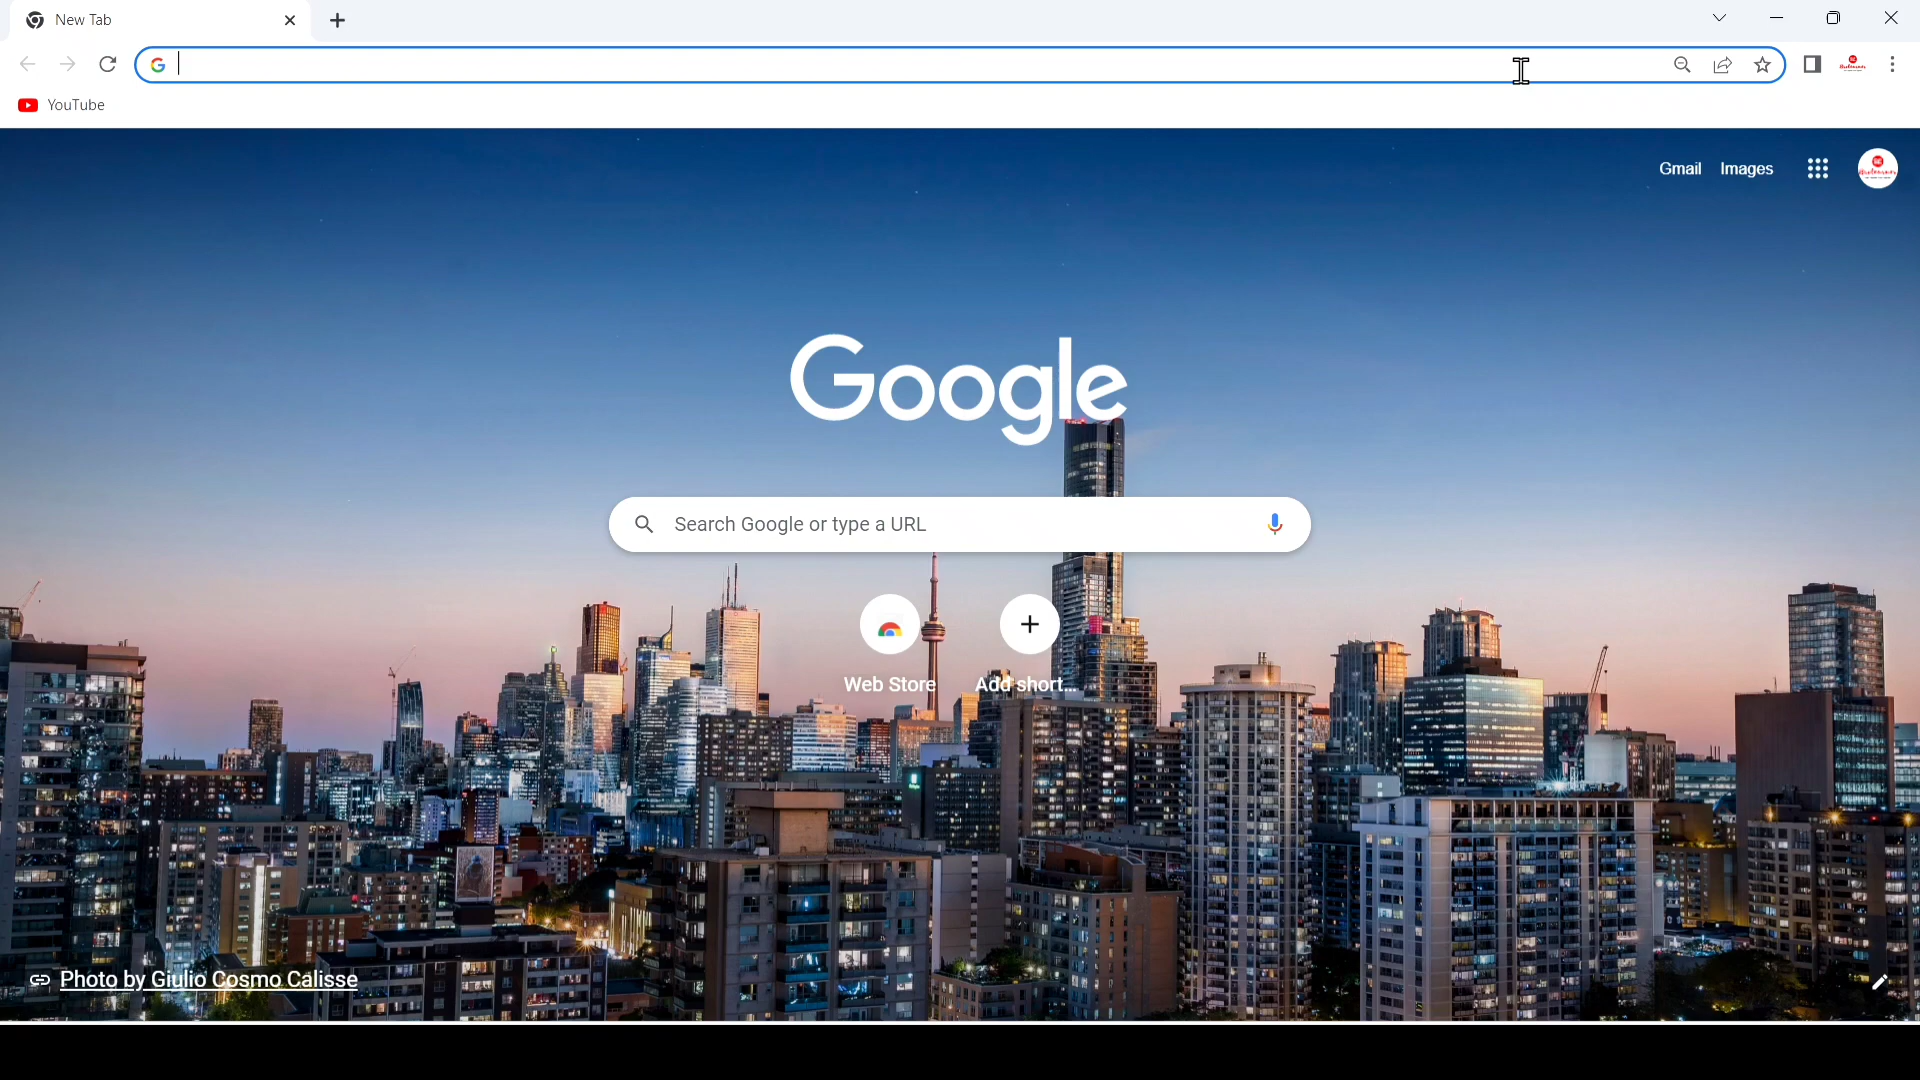 New Tab
YouTube
Gmail Images
Google
Search Google or type a URL
Web Store Add short...
Photo by Giulio Cosmo Calisse